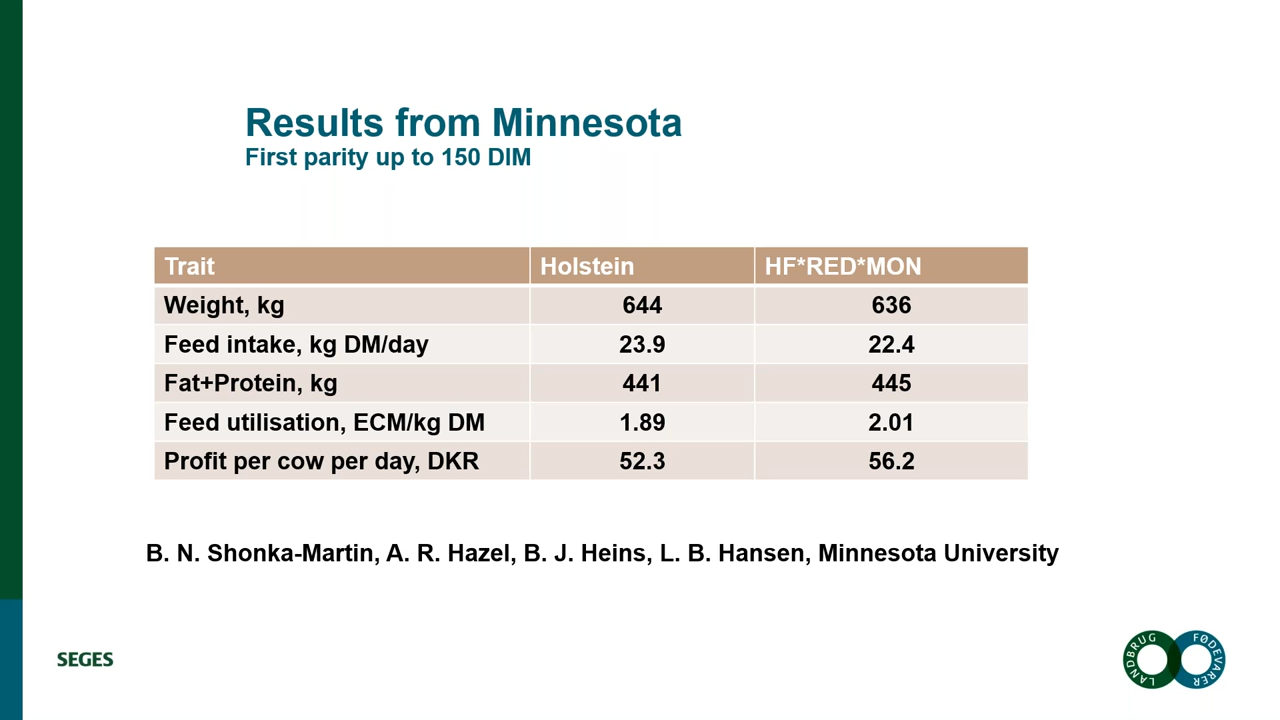 Results from Minnesota
First parity up to 150 DIM
Trait Holstein HF*RED*MON
Weight, kg 644 636
Feed intake, kg DM/day 23.9 22.4
Fat+Protein, kg 441 445
Feed utilisation, ECM/kg DM 1.89 2.01
Profit per cow per day, DKR 52.3 56.2
B. N. Shonka-Martin, A. R. Hazel, B. J. Heins, L. B. Hansen, Minnesota University
SEGES
LANDBRUG FØDEVARER